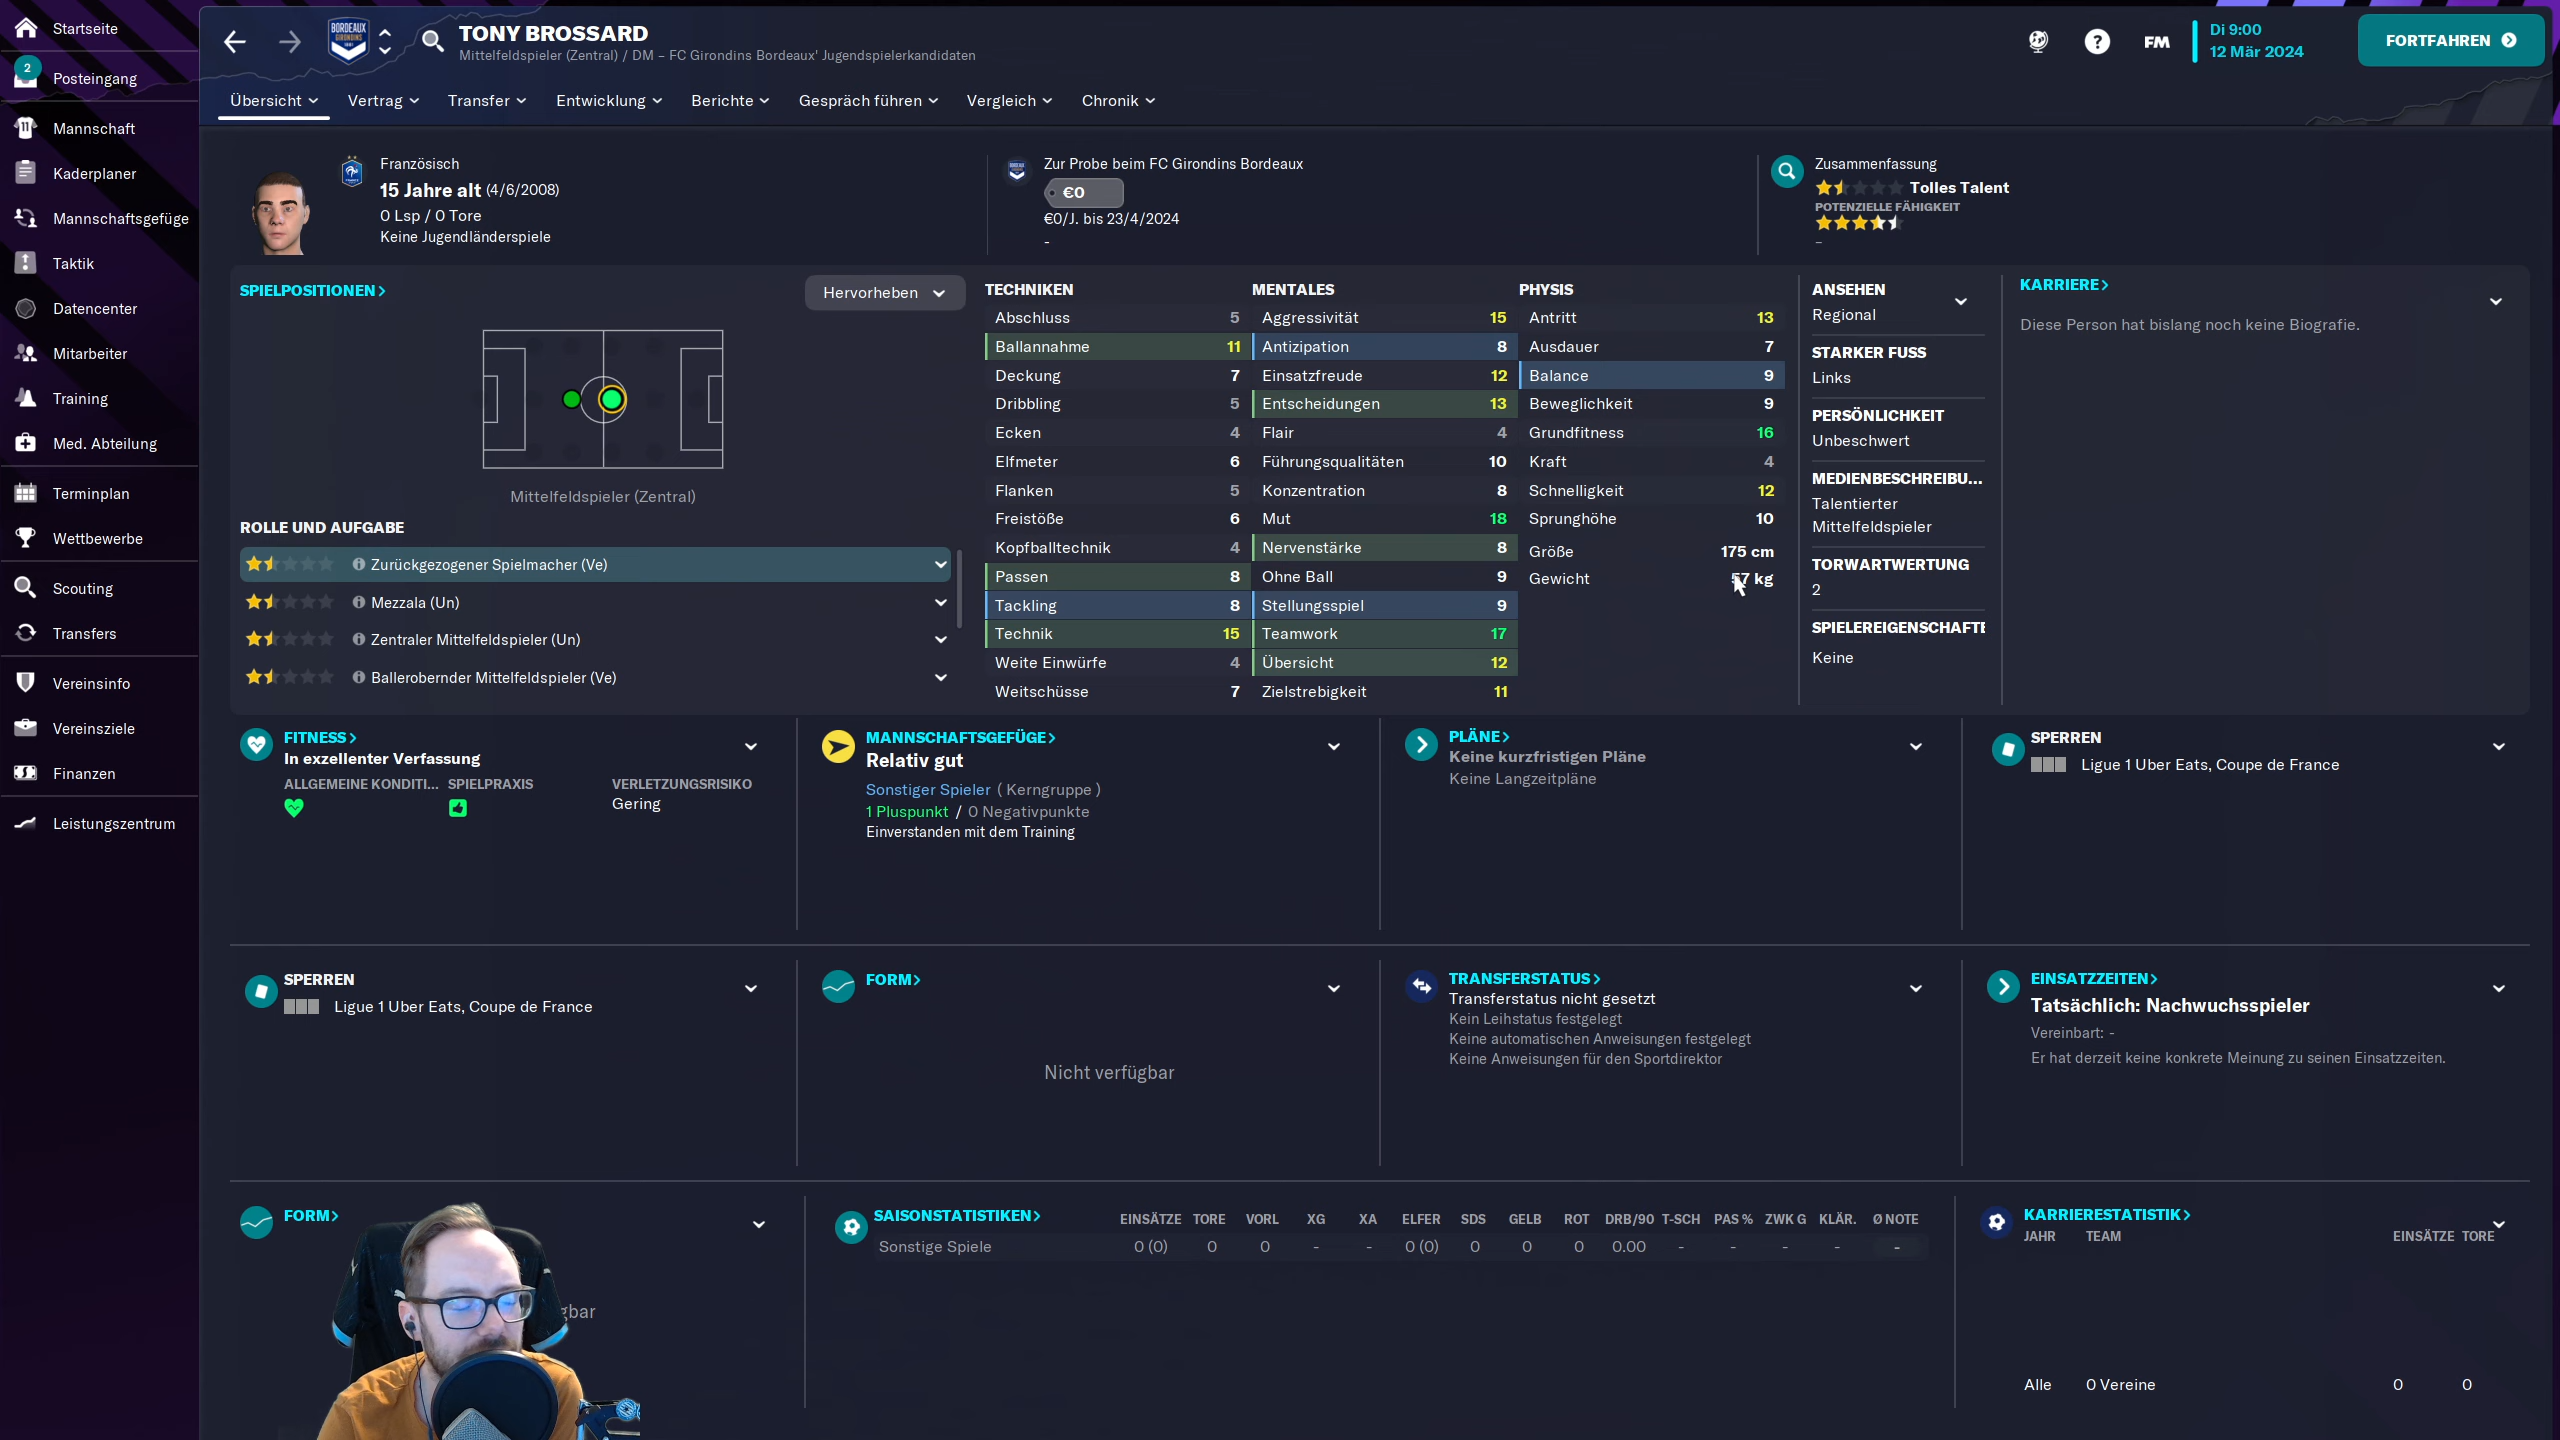 Startseite
2
Posteingang
Mannschaft
Kaderplaner
Mannschaftsgefüge
Taktik
Datencenter
Mitarbeiter
Training
Med. Abteilung
Terminplan
Wettbewerbe
Scouting
Transfers
Vereinsinfo
Vereinsziele
Finanzen
Leistungszentrum
BORDEAUX
TONY BROSSARD
Mittelfeldspieler (Zentral) / DM – FC Girondins Bordeaux' Jugendspielerkandidaten
FM
Di 9:00
12 Mär 2024
FORTFAHREN
Übersicht
Vertrag
Transfer
Entwicklung
Berichte
Gespräch führen
Vergleich
Chronik
Französisch
15 Jahre alt (4/6/2008)
0 Lsp / 0 Tore
Keine Jugendländerspiele
Zur Probe beim FC Girondins Bordeaux
€0
€0/J. bis 23/4/2024
-
Zusammenfassung
Tolles Talent
POTENZIELLE FÄHIGKEIT
-
SPIELPOSITIONEN>
Hervorheben
Mittelfeldspieler (Zentral)
ROLLE UND AUFGABE
Zurückgezogener Spielmacher (Ve)
Mezzala (Un)
Zentraler Mittelfeldspieler (Un)
Ballerobernder Mittelfeldspieler (Ve)
TECHNIKEN
Abschluss 5
Ballannahme 11
Deckung 7
Dribbling 5
Ecken 4
Elfmeter 6
Flanken 5
Freistöße 6
Kopfballtechnik 4
Passen 8
Tackling 8
Technik 15
Weite Einwürfe 4
Weitschüsse 7
MENTALES
Aggressivität 15
Antizipation 8
Einsatzfreude 12
Entscheidungen 13
Flair 4
Führungsqualitäten 10
Konzentration 8
Mut 18
Nervenstärke 8
Ohne Ball 9
Stellungsspiel 9
Teamwork 17
Übersicht 12
Zielstrebigkeit 11
PHYSIS
Antritt 13
Ausdauer 7
Balance 9
Beweglichkeit 9
Grundfitness 16
Kraft 4
Schnelligkeit 12
Sprunghöhe 10
Größe 175 cm
Gewicht 57 kg
ANSEHEN
Regional
STARKER FUSS
Links
PERSÖNLICHKEIT
Unbeschwert
MEDIENBESCHREIBU...
Talentierter
Mittelfeldspieler
TORWARTWERTUNG
2
SPIELEREIGENSCHAFTE
Keine
KARRIERE>
Diese Person hat bislang noch keine Biografie.
FITNESS>
In exzellenter Verfassung
ALLGEMEINE KONDITI... SPIELPRAXIS VERLETZUNGSRISIKO
Gering
MANNSCHAFTSGEFÜGE>
Relativ gut
Sonstiger Spieler ( Kerngruppe )
1 Pluspunkt / 0 Negativpunkte
Einverstanden mit dem Training
PLÄNE>
Keine kurzfristigen Pläne
Keine Langzeitpläne
SPERREN
Ligue 1 Uber Eats, Coupe de France
SPERREN
Ligue 1 Uber Eats, Coupe de France
FORM>
Nicht verfügbar
TRANSFERSTATUS>
Transferstatus nicht gesetzt
Kein Leihstatus festgelegt
Keine automatischen Anweisungen festgelegt
Keine Anweisungen für den Sportdirektor
EINSATZZEITEN>
Tatsächlich: Nachwuchsspieler
Vereinbart: -
Er hat derzeit keine konkrete Meinung zu seinen Einsatzzeiten.
FORM>
gbar
SAISONSTATISTIKEN> EINSÄTZE TORE VORL XG XA ELFER SDS GELB ROT DRB/90 T-SCH PAS % ZWK G KLÄR. Ø NOTE
Sonstige Spiele 0 (0) 0 0 - - 0 (0) 0 0 0 0.00 - - - - -
KARRIERESTATISTIK>
JAHR TEAM EINSÄTZE TORE
Alle 0 Vereine 0 0